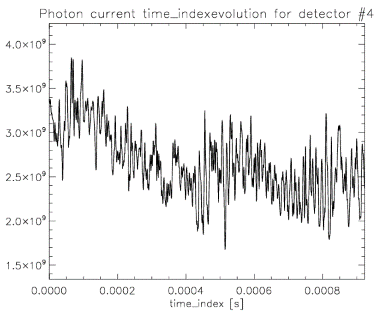 Photon current time_indexevolution for detector #4
4.0×10⁹
3.5×10⁹
3.0×10⁹
2.5×10⁹
2.0×10⁹
1.5×10⁹
0.0000 0.0002 0.0004 0.0006 0.0008
time_index [s]